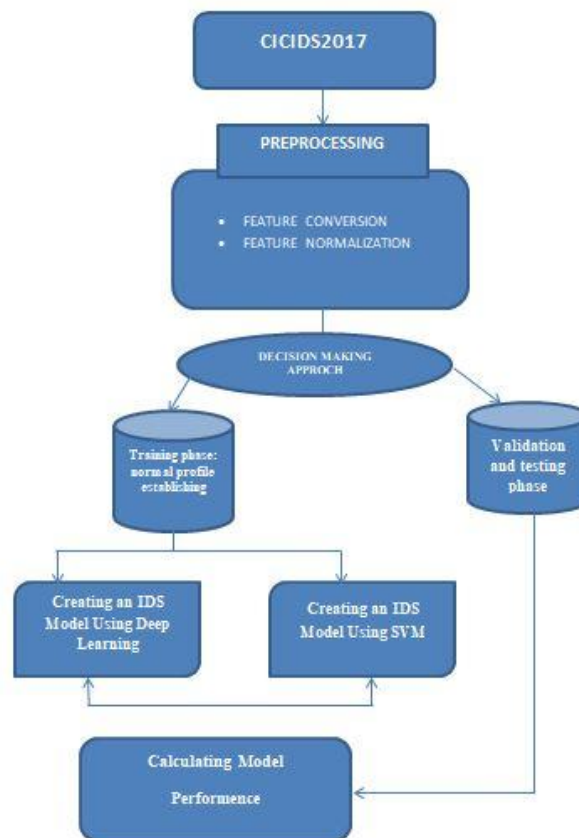 CICIDS2017
PREPROCESSING
• FEATURE CONVERSION
• FEATURE NORMALIZATION
DECISION MAKING
APPROCH
Training phase:
normal profile
establishing
Validation
and testing
phase
Creating an IDS
Model Using Deep
Learning
Creating an IDS
Model Using SVM
Calculating Model
Performence